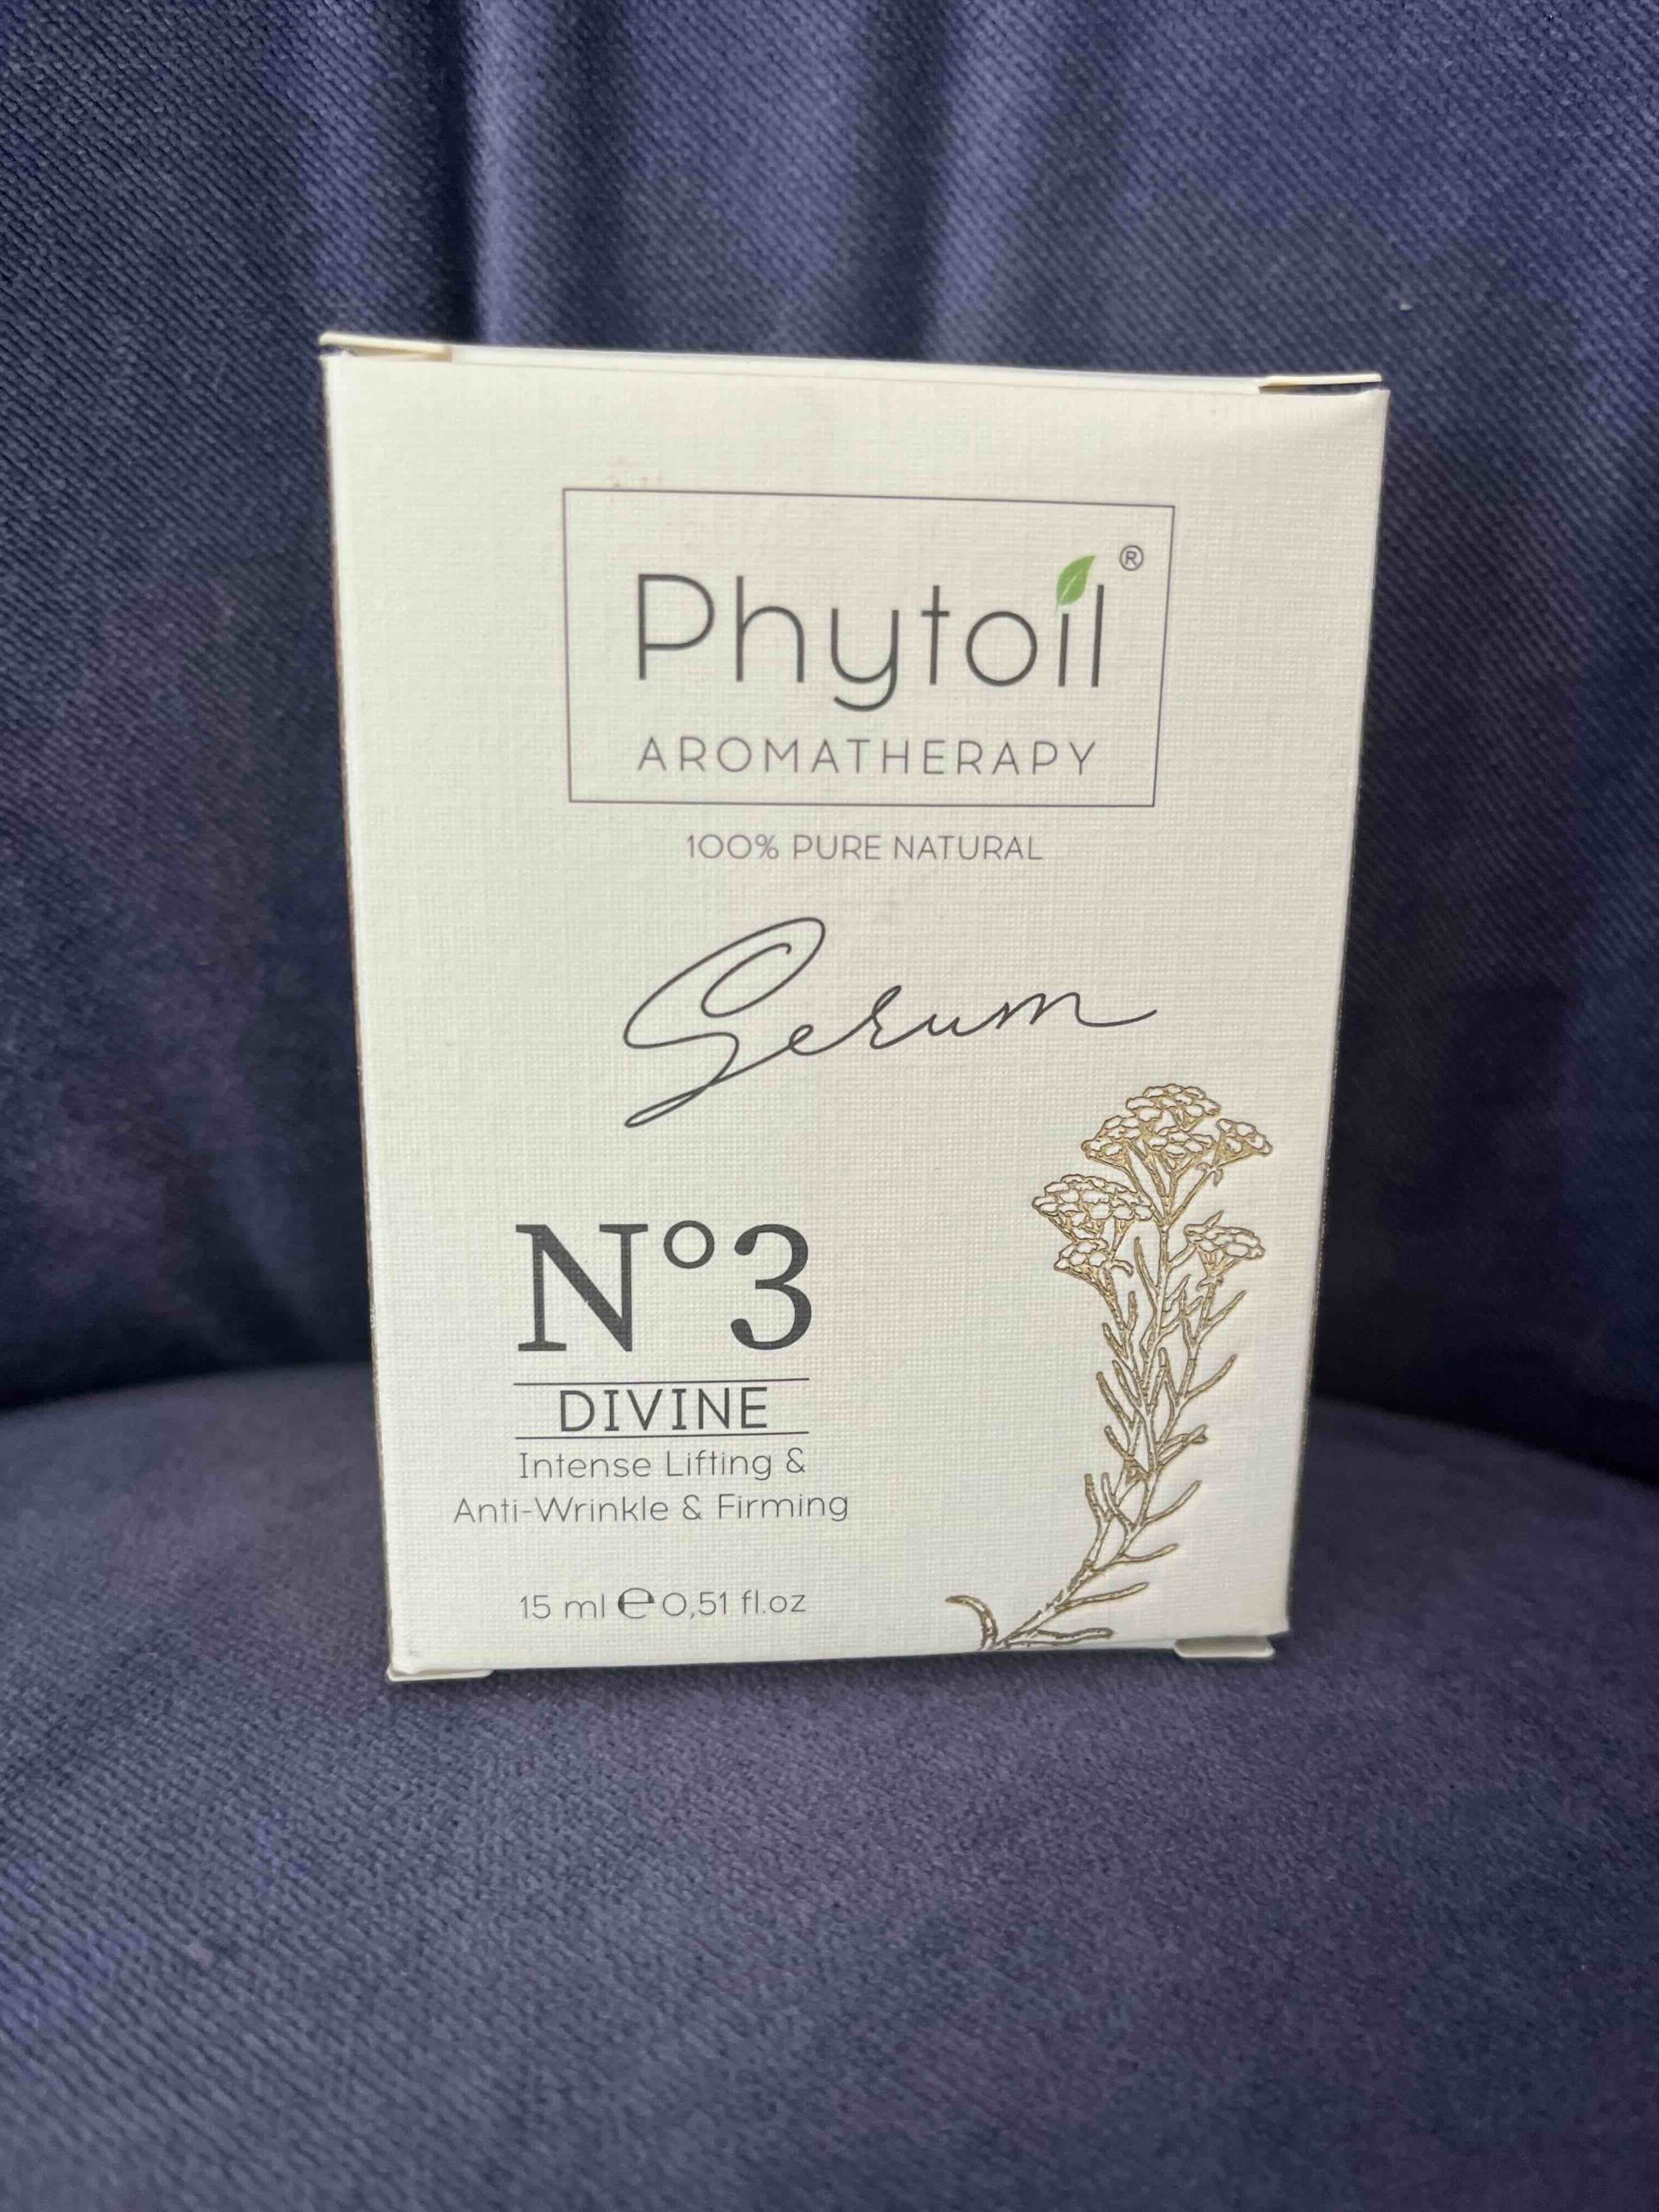 Phytoil®
AROMATHERAPY
100% PURE NATURAL
Serum
N°3
DIVINE
Intense Lifting &
Anti-Wrinkle & Firming
15 ml ℮ 0,51 fl.oz